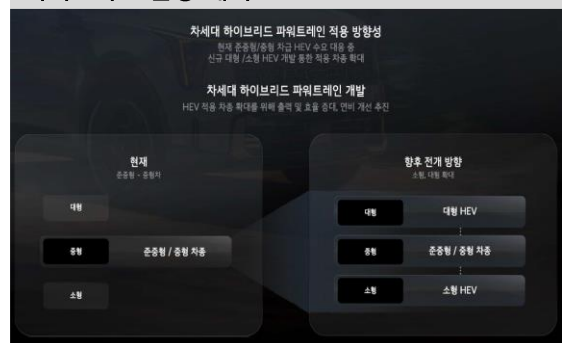 차세대 하이브리드 파워트레인 적용 방향성
현재 준중형/중형 차급 HEV 수요 대응 중
신규 대형 /소형 HEV 개발 통한 적용 차종 확대
차세대 하이브리드 파워트레인 개발
HEV 적용 차종 확대를 위해 출력 및 효율 증대, 연비 개선 추진
현재
준중형 - 중형차
대형
중형
준중형 / 중형 차종
소형
향후 전개 방향
소형, 대형 확대
대형
대형 HEV
중형
준중형 / 중형 차종
소형
소형 HEV